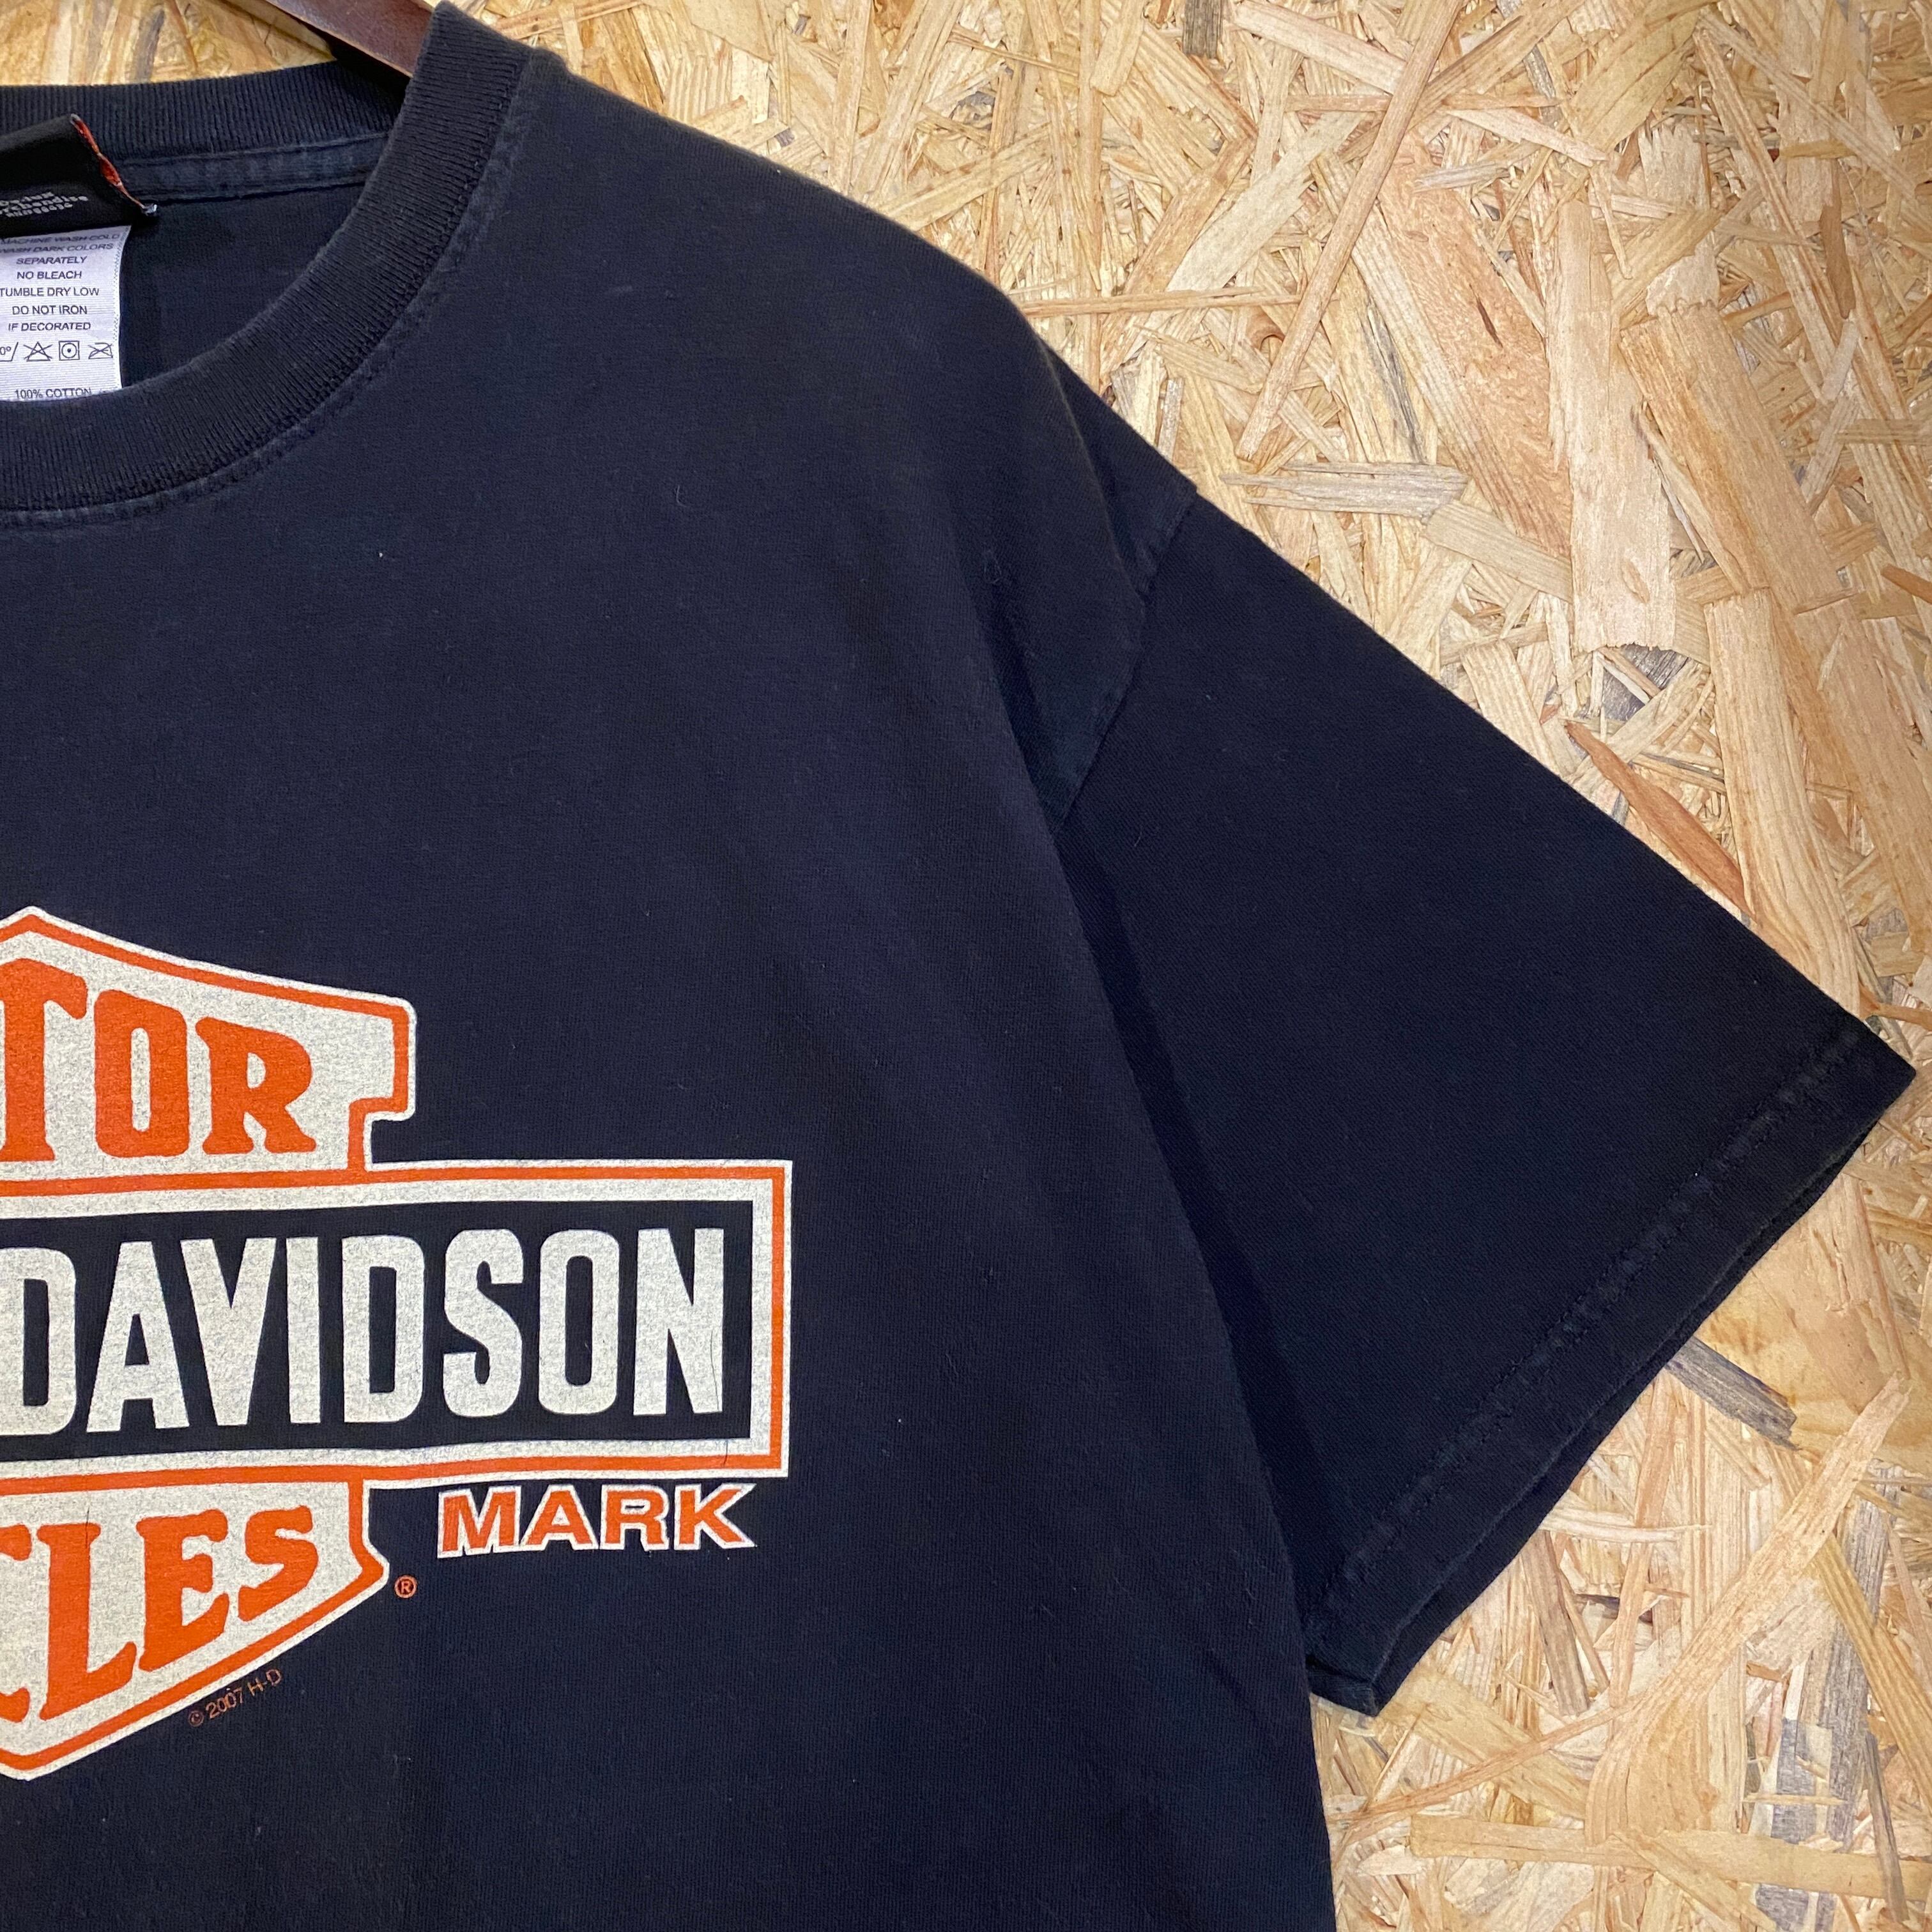 MACHINE WASH COLD
WASH DARK COLORS
SEPARATELY
NO BLEACH
TUMBLE DRY LOW
DO NOT IRON
IF DECORATED
100% COTTON
TOR
DAVIDSON
MARK
CLES
®
© 2007 H-D